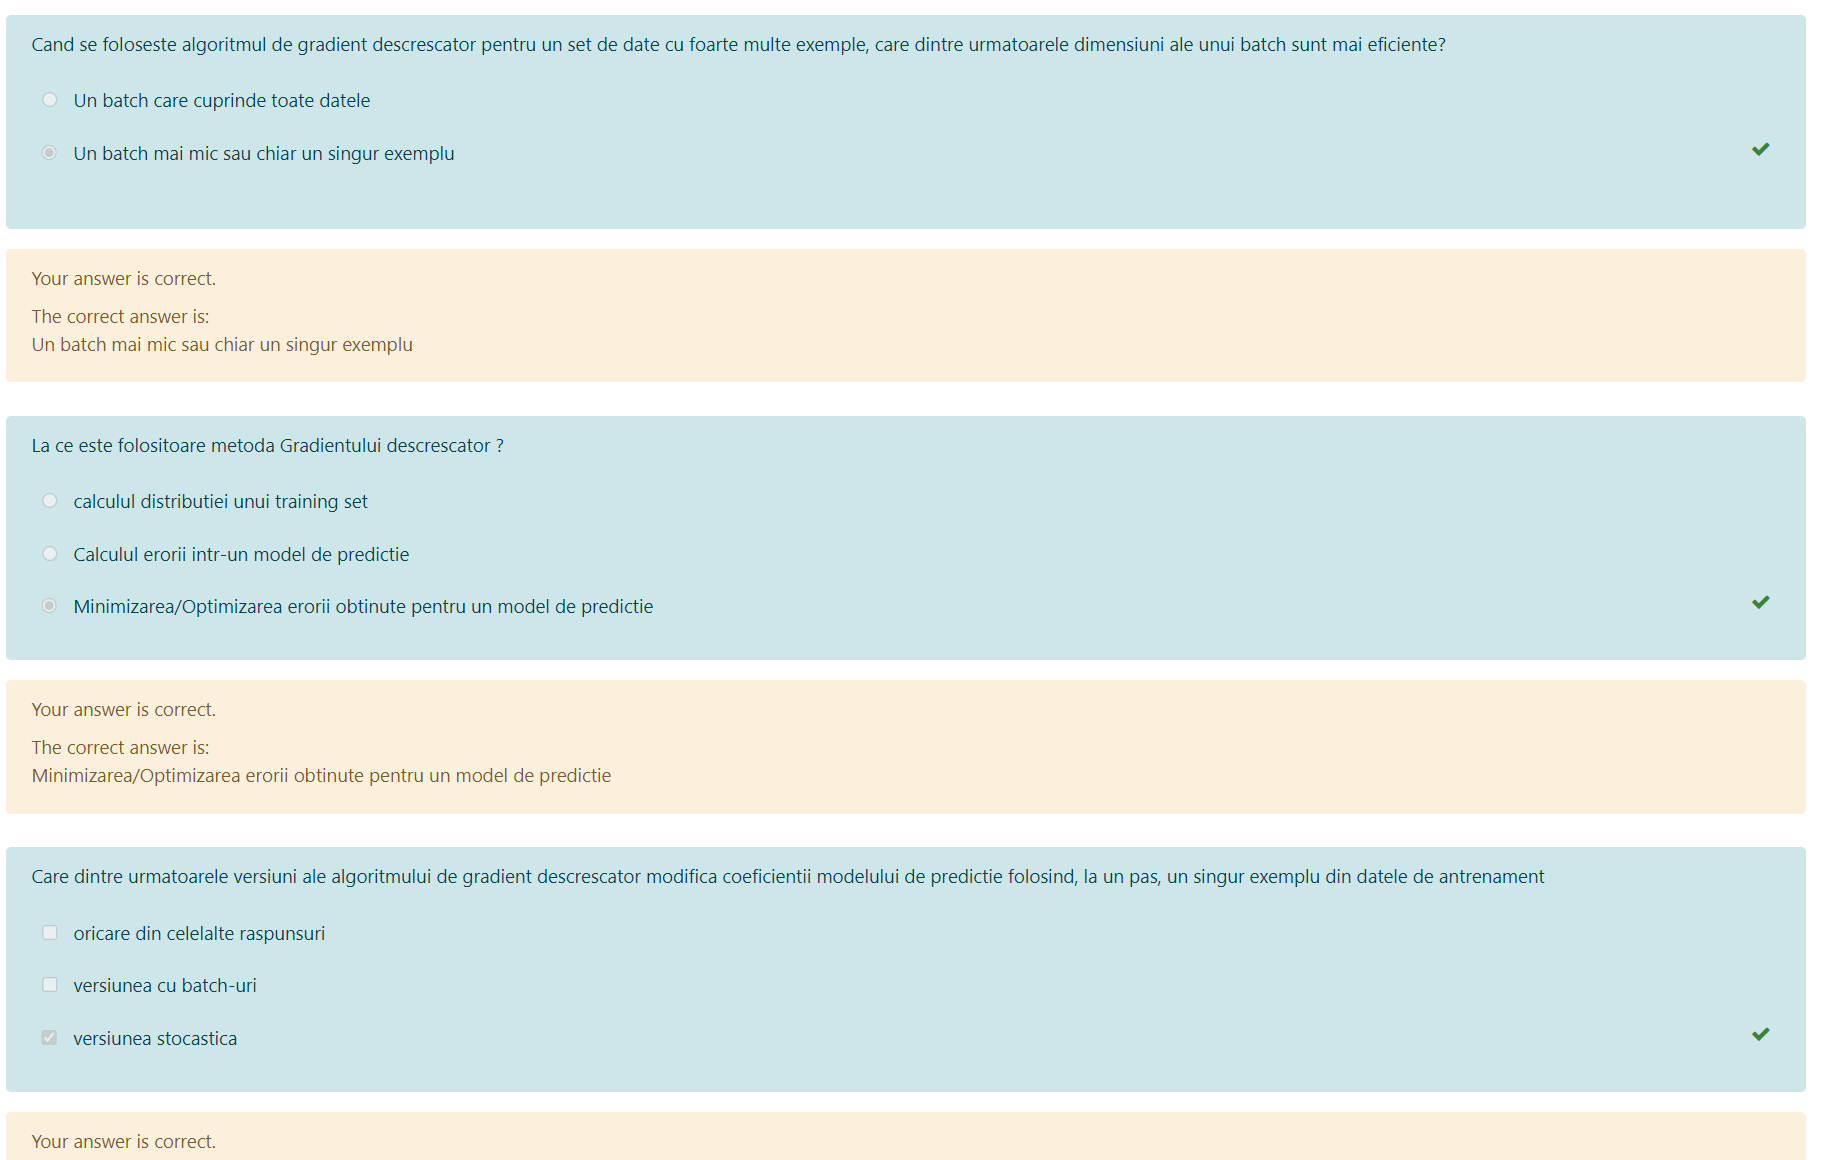 Cand se foloseste algoritmul de gradient descrescator pentru un set de date cu foarte multe exemple, care dintre urmatoarele dimensiuni ale unui batch sunt mai eficiente?
Un batch care cuprinde toate datele
Un batch mai mic sau chiar un singur exemplu
Your answer is correct.
The correct answer is:
Un batch mai mic sau chiar un singur exemplu
La ce este folositoare metoda Gradientului descrescator ?
calculul distributiei unui training set
Calculul erorii intr-un model de predictie
Minimizarea/Optimizarea erorii obtinute pentru un model de predictie
Your answer is correct.
The correct answer is:
Minimizarea/Optimizarea erorii obtinute pentru un model de predictie
Care dintre urmatoarele versiuni ale algoritmului de gradient descrescator modifica coeficientii modelului de predictie folosind, la un pas, un singur exemplu din datele de antrenament
oricare din celelalte raspunsuri
versiunea cu batch-uri
versiunea stocastica
Your answer is correct.